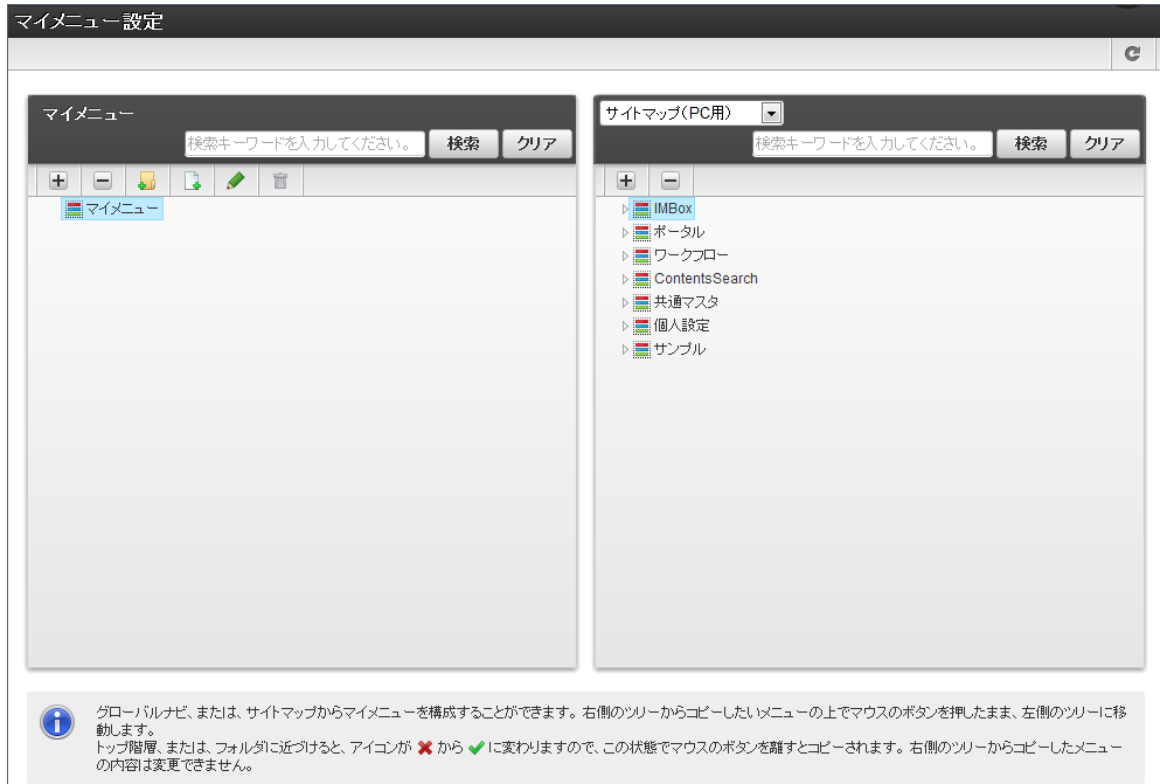 マイメニュー設定
マイメニュー
検索キーワードを入力してください。 検索 クリア
マイメニュー
サイトマップ(PC用)
検索キーワードを入力してください。 検索 クリア
IMBox
ポータル
ワークフロー
ContentsSearch
共通マスタ
個人設定
サンプル
グローバルナビ、または、サイトマップからマイメニューを構成することができます。右側のツリーからコピーしたいメニューの上でマウスのボタンを押したまま、左側のツリーに移
動します。
トップ階層、または、フォルダに近づけると、アイコンが ✖ から ✔ に変わりますので、この状態でマウスのボタンを離すとコピーされます。右側のツリーからコピーしたメニュー
の内容は変更できません。